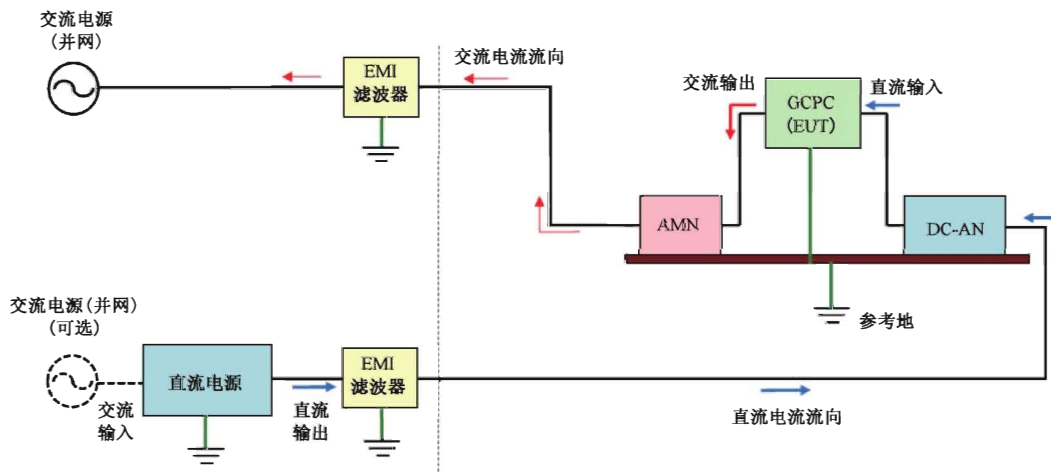 交流电源
(并网)
EMI
滤波器
交流电流流向
交流输出
GCPC
(EUT)
直流输入
AMN
DC-AN
参考地
交流电源(并网)
(可选)
交流
输入
直流电源
直流
输出
EMI
滤波器
直流电流流向